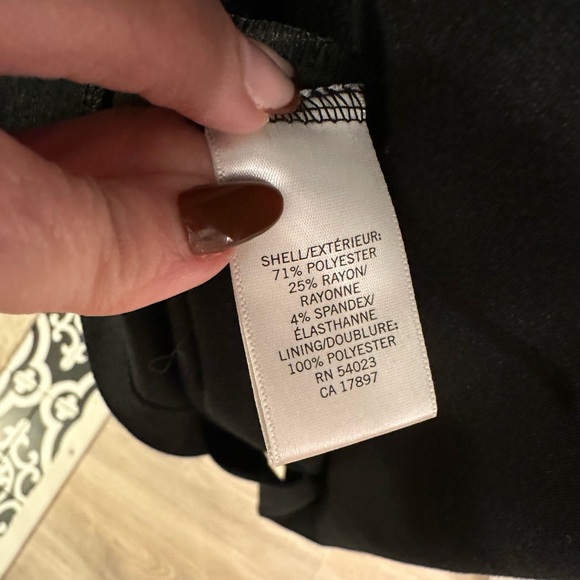 SHELL/EXTÉRIEUR:
71% POLYESTER
25% RAYON/
RAYONNE
4% SPANDEX/
ÉLASTHANNE
LINING/DOUBLURE:
100% POLYESTER
RN 54023
CA 17897